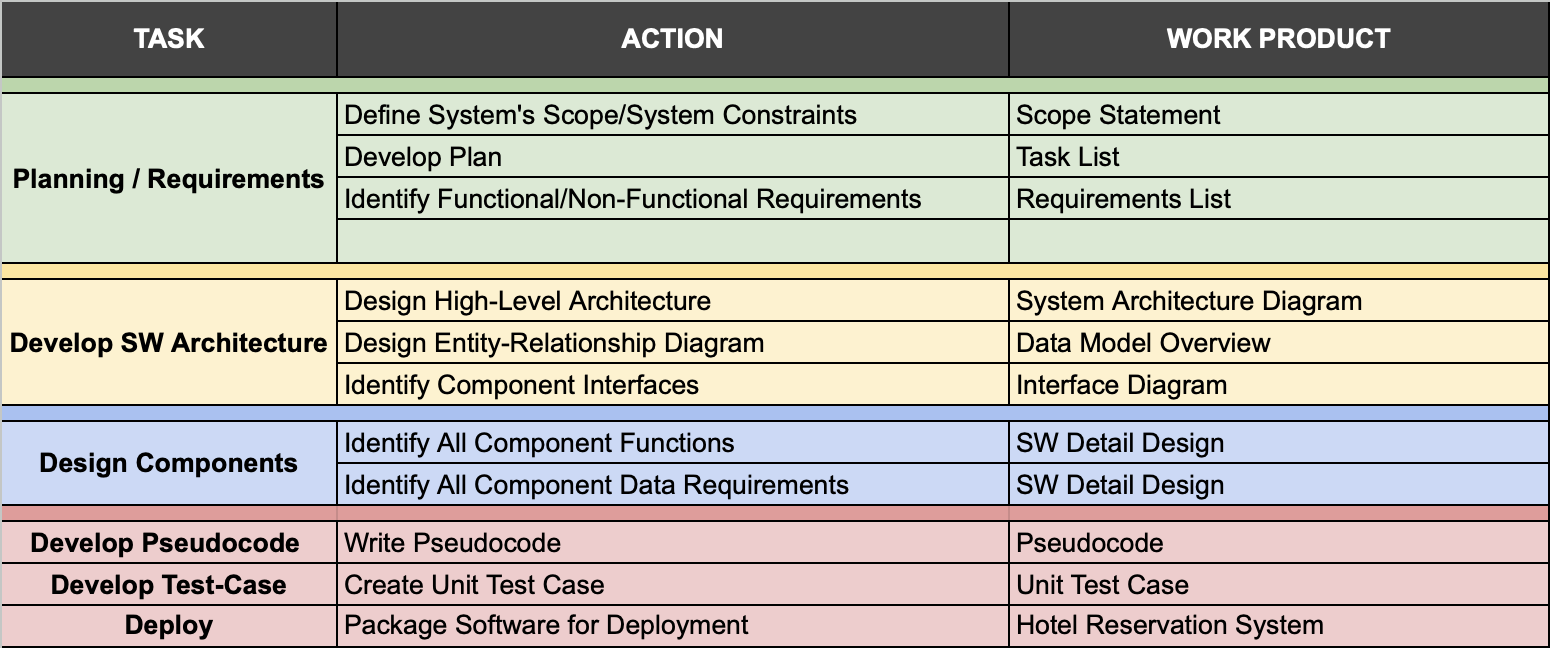 TASK ACTION WORK PRODUCT
Define System's Scope/System Constraints Scope Statement
Develop Plan Task List
Planning / Requirements
Identify Functional/Non-Functional Requirements Requirements List
Design High-Level Architecture System Architecture Diagram
Develop SW Architecture Design Entity-Relationship Diagram Data Model Overview
Identify Component Interfaces Interface Diagram
Identify All Component Functions SW Detail Design
Design Components
Identify All Component Data Requirements SW Detail Design
Develop Pseudocode Write Pseudocode Pseudocode
Develop Test-Case Create Unit Test Case Unit Test Case
Deploy Package Software for Deployment Hotel Reservation System